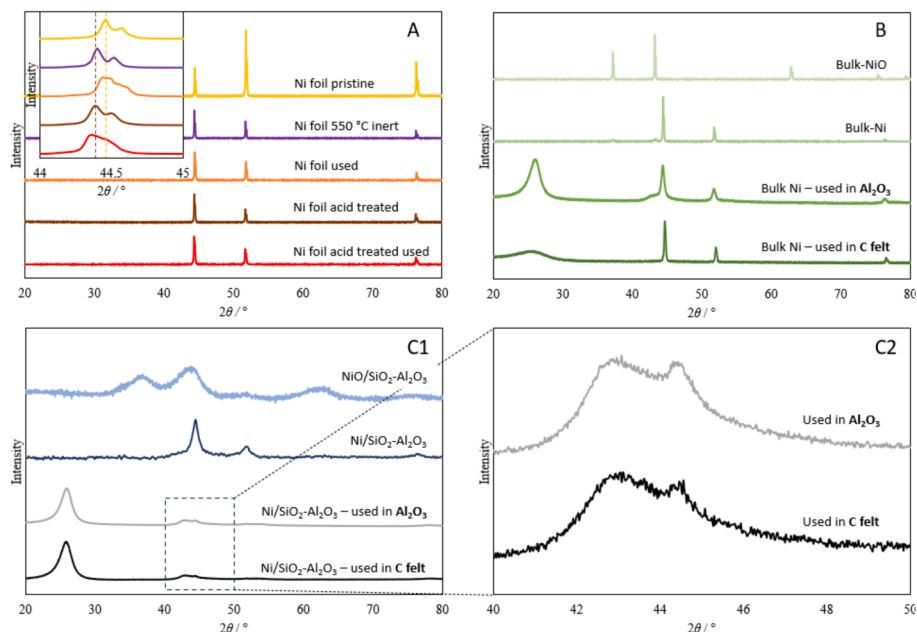 A
Intensity
Intensity
44
44.5
45
2θ / °
Ni foil pristine
Ni foil 550 °C inert
Ni foil used
Ni foil acid treated
Ni foil acid treated used
20
30
40
50
60
70
80
2θ / °
B
Intensity
Bulk-NiO
Bulk-Ni
Bulk Ni – used in Al₂O₃
Bulk Ni – used in C felt
20
30
40
50
60
70
80
2θ / °
C1
Intensity
NiO/SiO₂-Al₂O₃
Ni/SiO₂-Al₂O₃
Ni/SiO₂-Al₂O₃ – used in Al₂O₃
Ni/SiO₂-Al₂O₃ – used in C felt
20
30
40
50
60
70
80
2θ / °
C2
Intensity
Used in Al₂O₃
Used in C felt
40
42
44
46
48
50
2θ / °